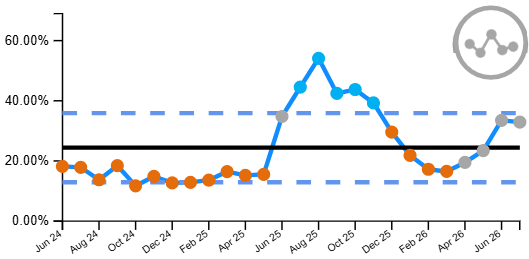 60.00%
40.00%
20.00%
0.00%
Jun 24
Aug 24
Oct 24
Dec 24
Feb 25
Apr 25
Jun 25
Aug 25
Oct 25
Dec 25
Feb 26
Apr 26
Jun 26